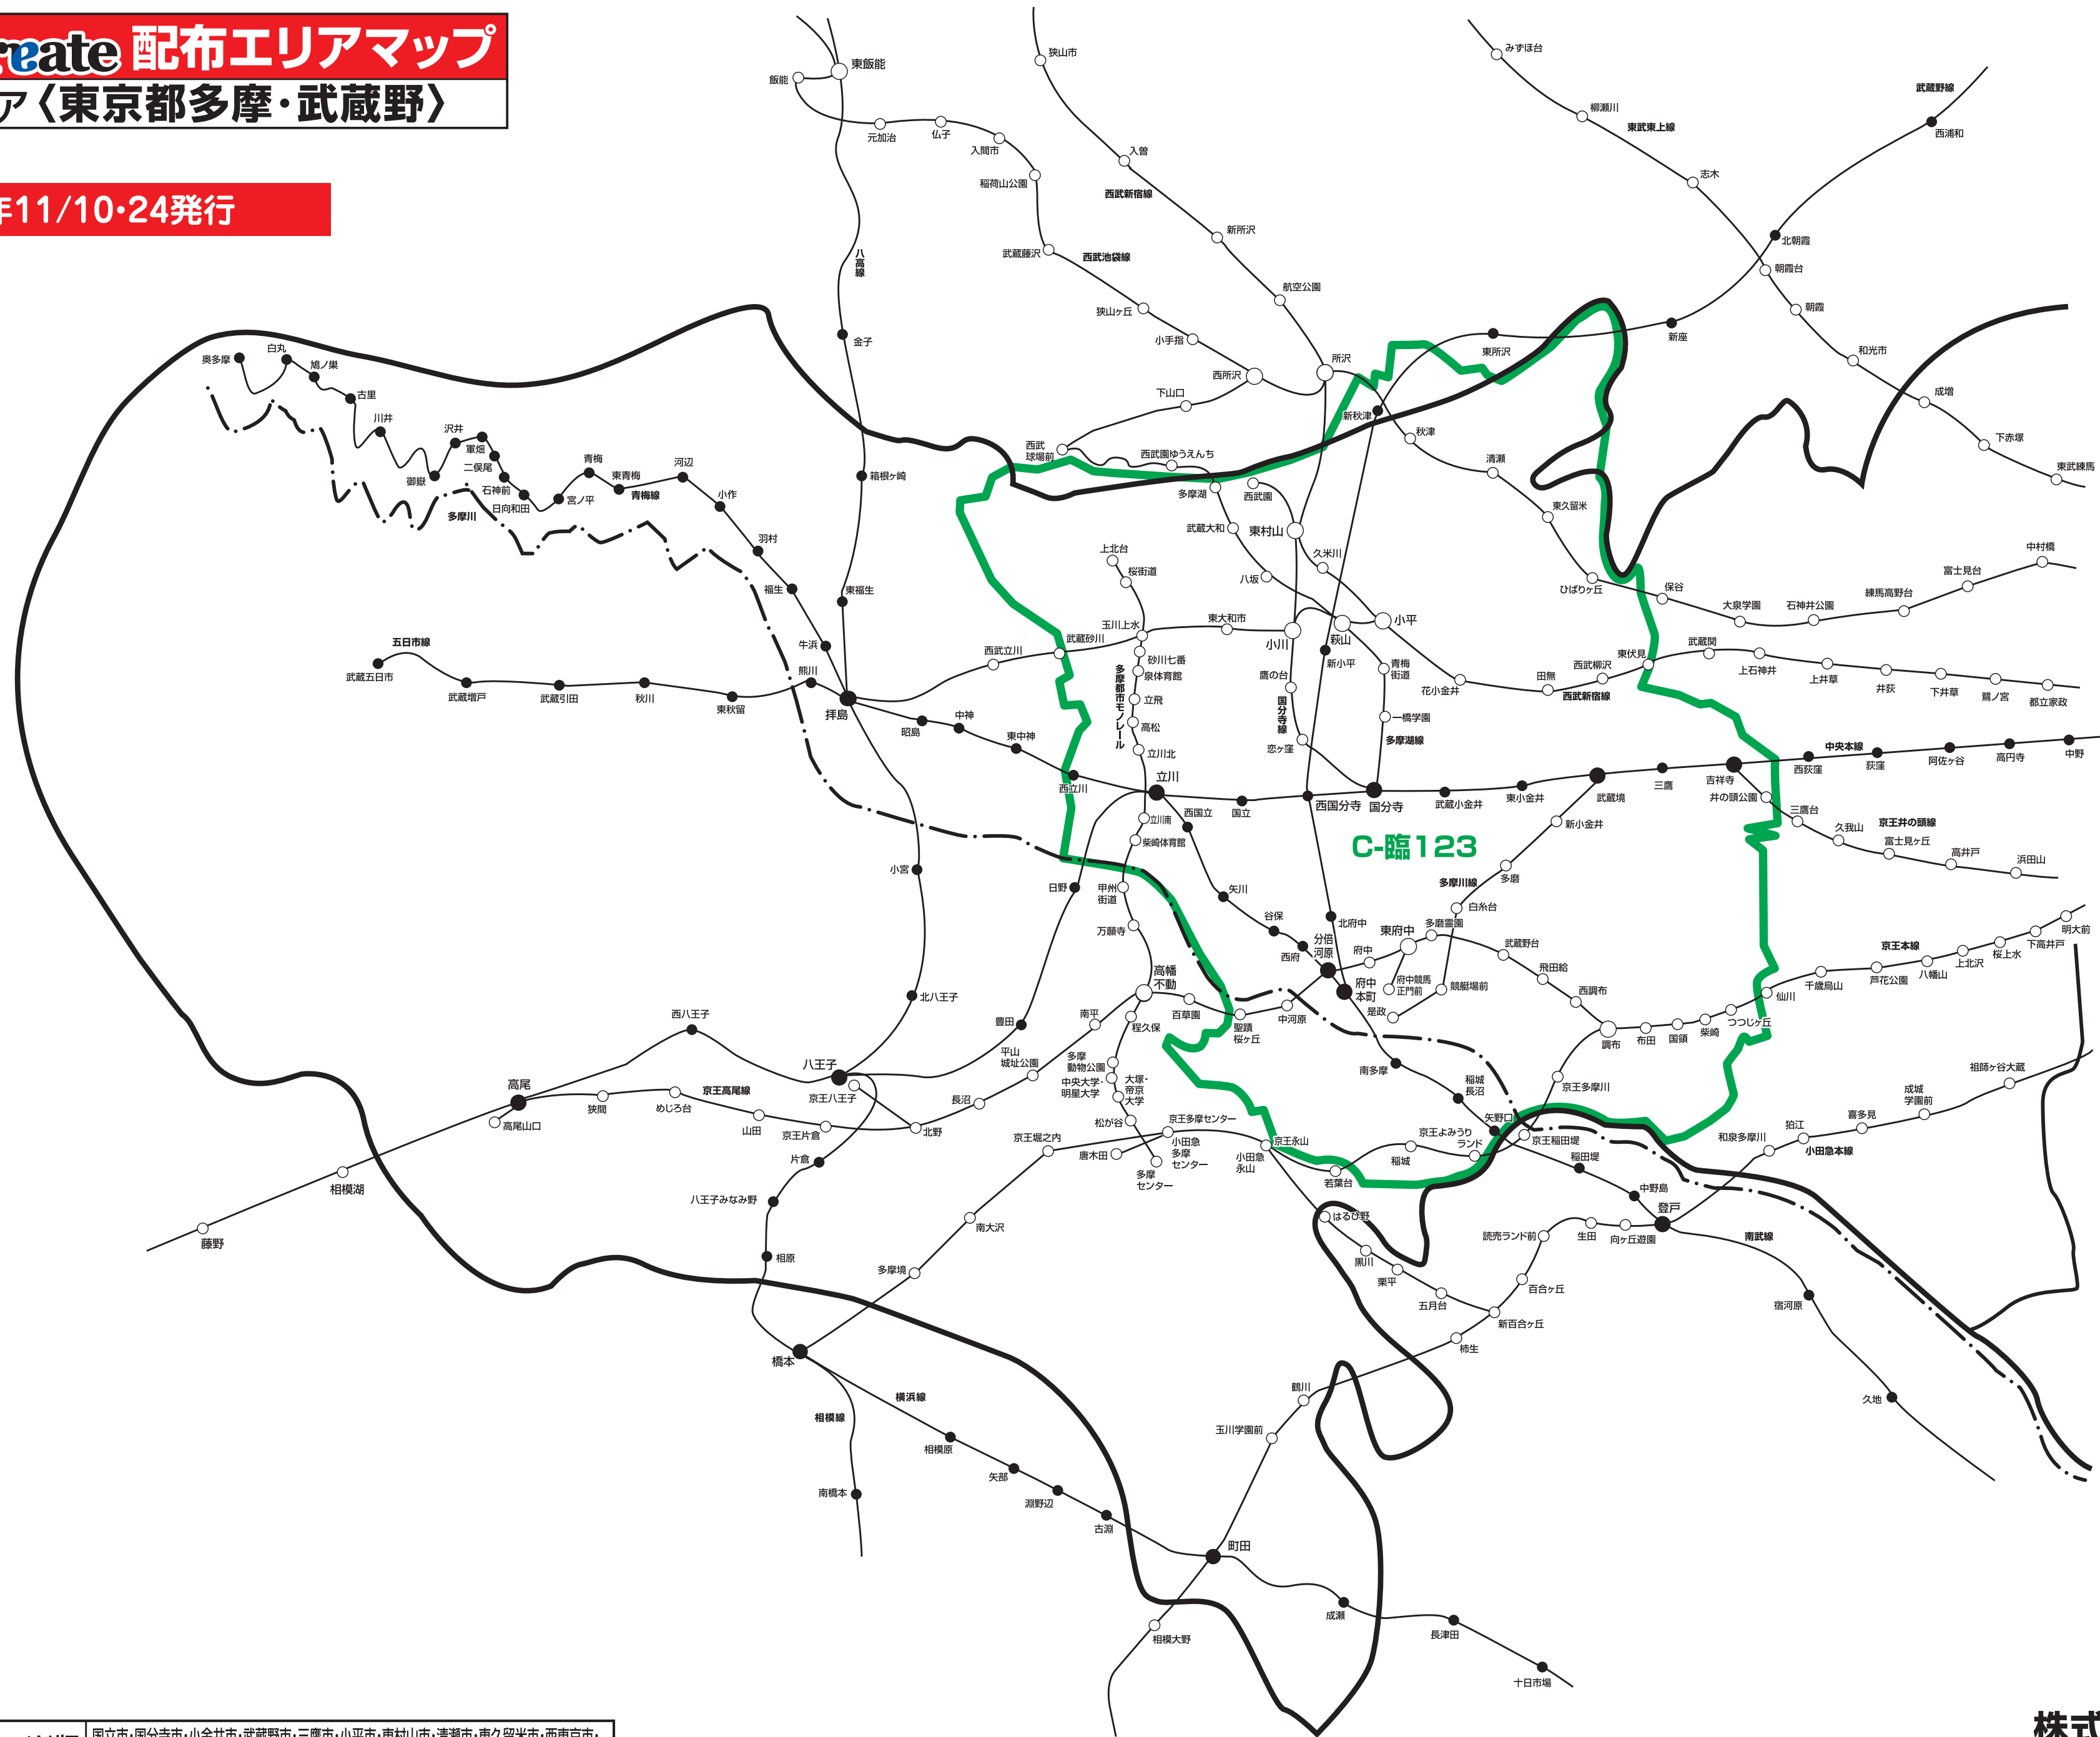 create 配布エリアマップ
ア〈東京都多摩・武蔵野〉
年11/10・24発行
東飯能
飯能
元加治
仏子
入間市
稲荷山公園
武蔵藤沢
西武池袋線
狭山ヶ丘
小手指
西所沢
下山口
西武
球場前
狭山市
入曽
西武新宿線
新所沢
航空公園
所沢
みずほ台
柳瀬川
東武東上線
志木
武蔵野線
西浦和
北朝霞
朝霞台
朝霞
和光市
成増
下赤塚
東武練馬
新座
東所沢
新秋津
秋津
清瀬
東久留米
ひばりヶ丘
保谷
大泉学園
石神井公園
練馬高野台
富士見台
中村橋
八高線
金子
箱根ヶ崎
東福生
奥多摩
白丸
鳩ノ巣
古里
川井
御嶽
沢井
軍畑
二俣尾
石神前
日向和田
宮ノ平
青梅
東青梅
青梅線
河辺
小作
羽村
福生
牛浜
多摩川
五日市線
武蔵五日市
武蔵増戸
武蔵引田
秋川
東秋留
熊川
拝島
昭島
中神
東中神
西立川
立川
西武立川
武蔵砂川
玉川上水
東大和市
小川
西武園ゆうえんち
多摩湖
西武園
武蔵大和
東村山
久米川
八坂
萩山
小平
新小平
鷹の台
国分寺線
恋ヶ窪
青梅
街道
一橋学園
多摩湖線
花小金井
田無
西武新宿線
西武柳沢
東伏見
武蔵関
上石神井
上井草
井荻
下井草
鷺ノ宮
都立家政
上北台
桜街道
砂川七番
泉体育館
立飛
高松
立川北
多摩都市モノレール
立川南
柴崎体育館
甲州
街道
万願寺
高幡
不動
程久保
多摩
動物公園
中央大学・
明星大学
大塚・
帝京
大学
松が谷
多摩
センター
西国立
国立
西国分寺
国分寺
武蔵小金井
東小金井
武蔵境
三鷹
吉祥寺
西荻窪
中央本線
荻窪
阿佐ヶ谷
高円寺
中野
井の頭公園
三鷹台
久我山
京王井の頭線
富士見ヶ丘
高井戸
浜田山
C-臨123
新小金井
多磨
多摩川線
白糸台
競艇場前
是政
矢川
谷保
西府
分倍
河原
府中
本町
北府中
府中
東府中
府中競馬
正門前
多磨霊園
武蔵野台
飛田給
西調布
調布
布田
国領
柴崎
つつじヶ丘
仙川
千歳烏山
芦花公園
京王本線
八幡山
上北沢
桜上水
下高井戸
明大前
小宮
北八王子
日野
豊田
八王子
西八王子
高尾
高尾山口
狭間
めじろ台
京王高尾線
山田
京王片倉
京王八王子
北野
長沼
平山
城址公園
南平
百草園
聖蹟
桜ヶ丘
中河原
南多摩
稲城
長沼
矢野口
京王多摩川
京王よみうり
ランド
京王稲田堤
稲田堤
中野島
登戸
片倉
八王子みなみ野
相原
橋本
相模湖
藤野
京王堀之内
南大沢
多摩境
京王多摩センター
小田急
多摩
センター
唐木田
京王永山
小田急
永山
若葉台
稲城
はるひ野
黒川
栗平
五月台
新百合ヶ丘
百合ヶ丘
読売ランド前
生田
向ヶ丘遊園
和泉多摩川
狛江
喜多見
成城
学園前
祖師ヶ谷大蔵
小田急本線
南武線
宿河原
久地
柿生
鶴川
玉川学園前
町田
相模大野
横浜線
相模線
南橋本
相模原
矢部
淵野辺
古淵
成瀬
長津田
十日市場
国立市・国分寺市・小金井市・武蔵野市・三鷹市・小平市・東村山市・清瀬市・東久留米市・西東京市・
株式